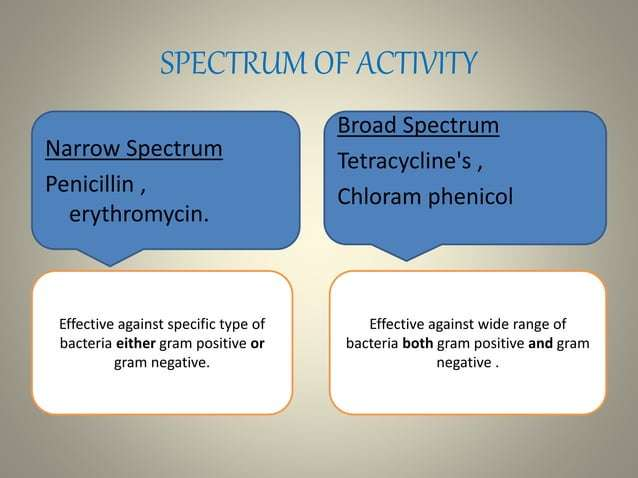 SPECTRUM OF ACTIVITY
Narrow Spectrum
Penicillin ,
erythromycin.
Broad Spectrum
Tetracycline's ,
Chloram phenicol
Effective against specific type of
bacteria either gram positive or
gram negative.
Effective against wide range of
bacteria both gram positive and gram
negative .